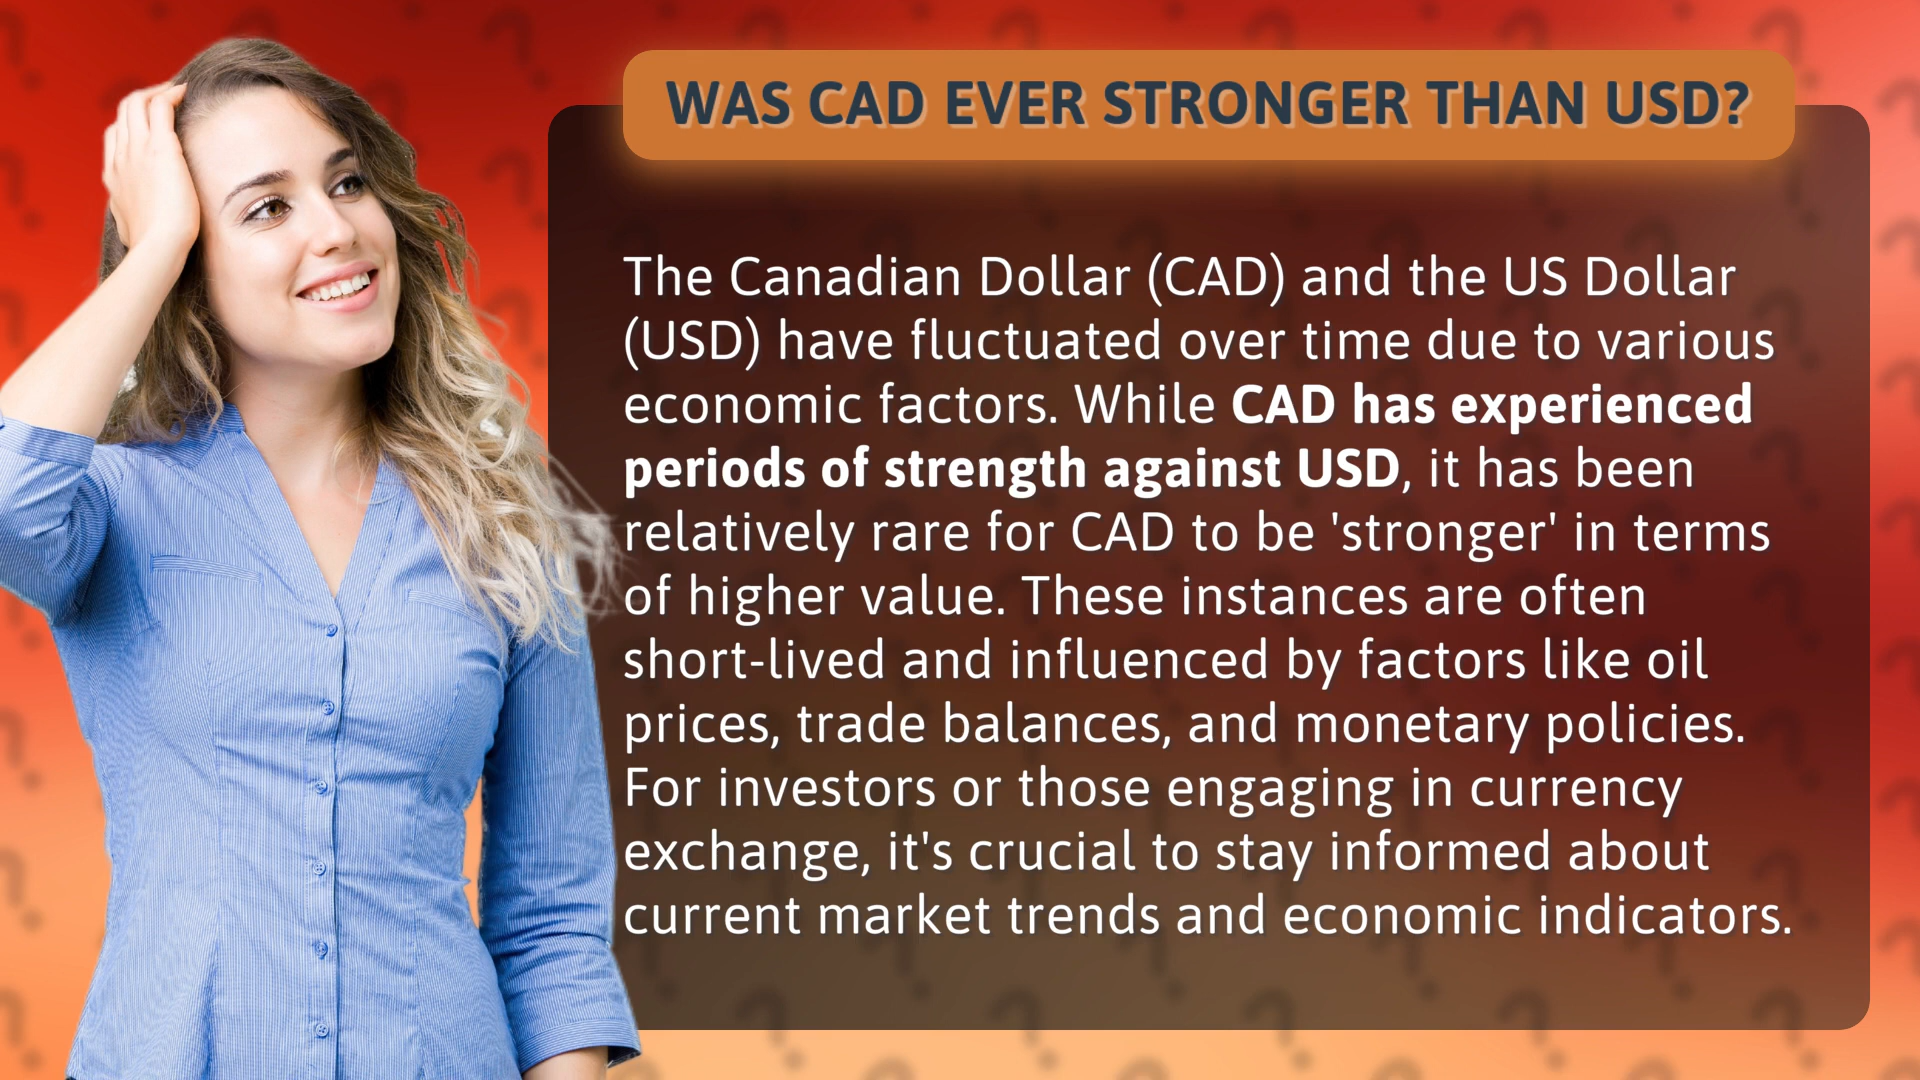 WAS CAD EVER STRONGER THAN USD?
The Canadian Dollar (CAD) and the US Dollar
(USD) have fluctuated over time due to various
economic factors. While CAD has experienced
periods of strength against USD, it has been
relatively rare for CAD to be 'stronger' in terms
of higher value. These instances are often
short-lived and influenced by factors like oil
prices, trade balances, and monetary policies.
For investors or those engaging in currency
exchange, it's crucial to stay informed about
current market trends and economic indicators.